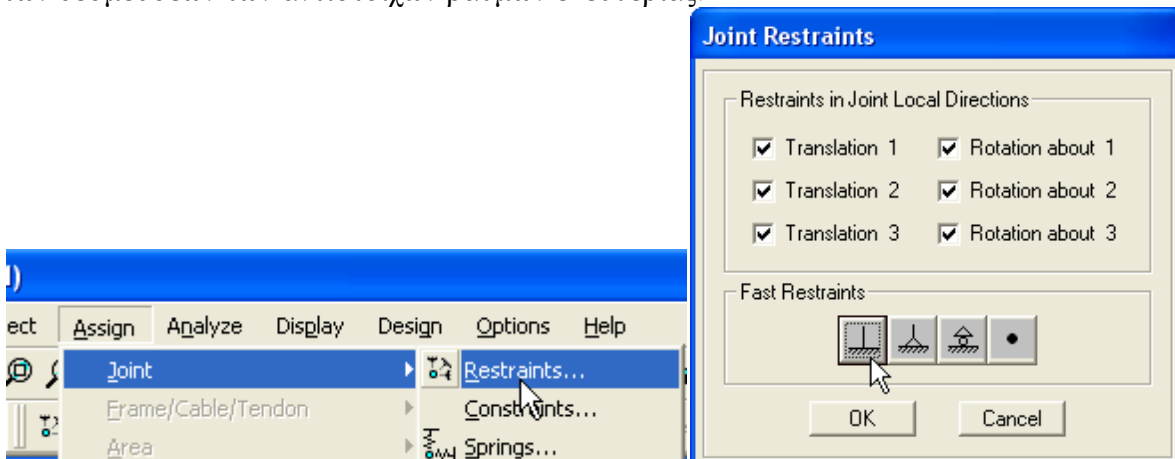 Joint Restraints
Restraints in Joint Local Directions
Translation 1 Rotation about 1
Translation 2 Rotation about 2
Translation 3 Rotation about 3
Fast Restraints
OK Cancel
l)
ect Assign Analyze Display Design Options Help
Joint Restraints...
Frame/Cable/Tendon Constraints...
Area Springs...